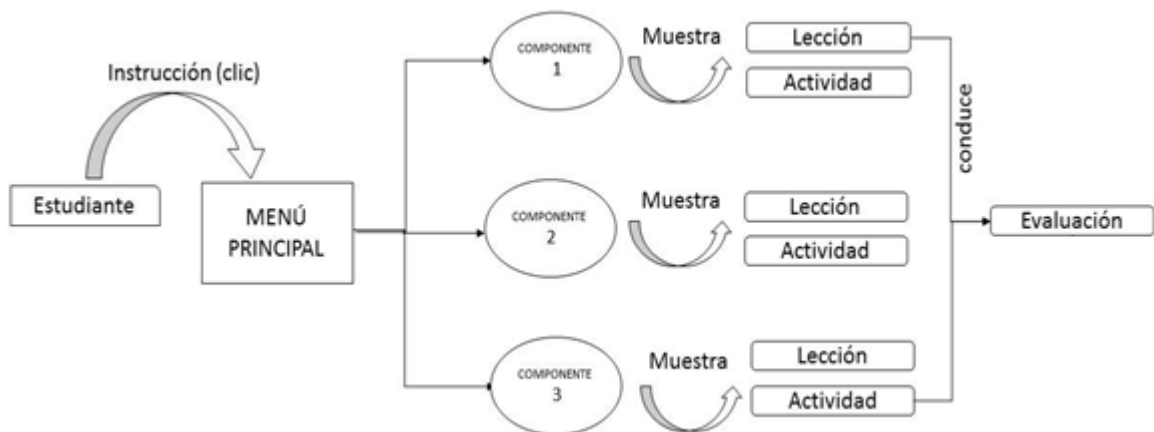 Instrucción (clic)
Estudiante
MENÚ
PRINCIPAL
COMPONENTE
1
Muestra
Lección
Actividad
COMPONENTE
2
Muestra
Lección
Actividad
COMPONENTE
3
Muestra
Lección
Actividad
conduce
Evaluación